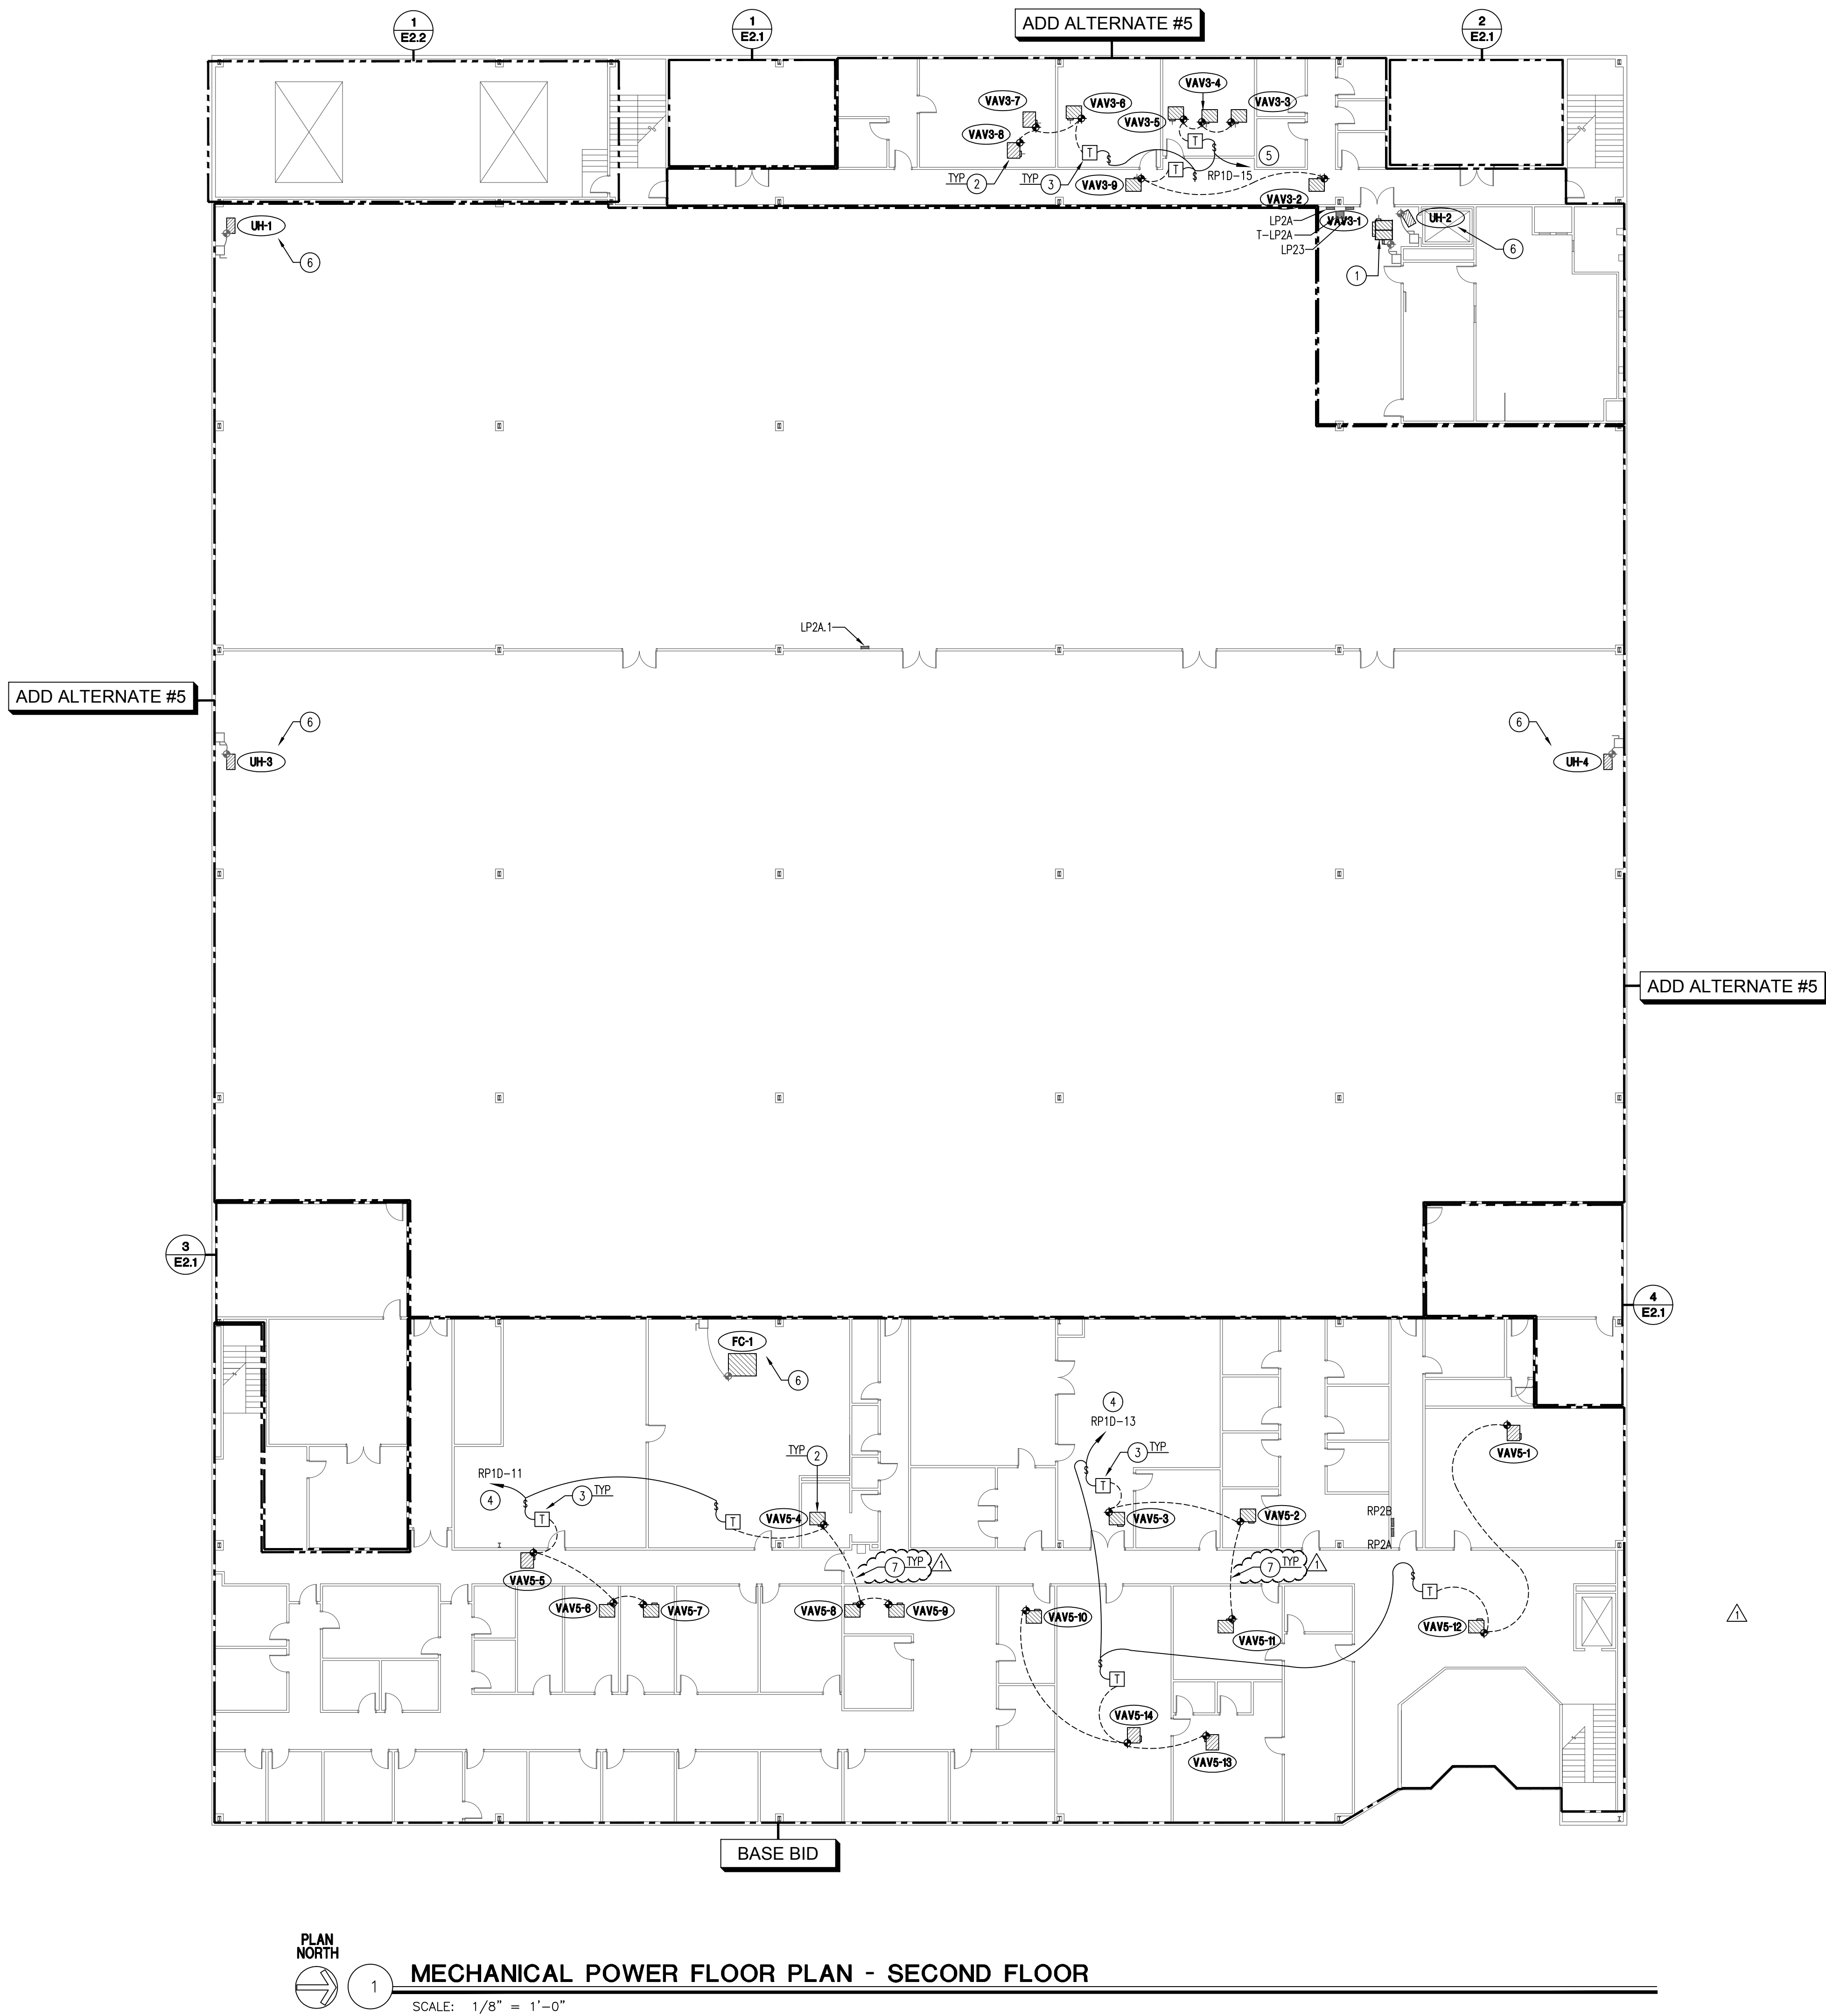 1
E2.2
1
E2.1
ADD ALTERNATE #5
2
E2.1
VAV3-4
VAV3-7
VAV3-6
VAV3-3
VAV3-5
VAV3-8
T
T
T
5
TYP 2
TYP 3
VAV3-9
$
$
$
RP1D-15
VAV3-2
LP2A
VAV3-1
UH-2
T-LP2A
LP23
6
1
UH-1
6
LP2A.1
ADD ALTERNATE #5
6
UH-3
6
UH-4
ADD ALTERNATE #5
3
E2.1
4
E2.1
FC-1
6
4
RP1D-13
3 TYP
TYP 2
VAV5-1
RP1D-11
4
3 TYP
$
T
$
T
$
T
VAV5-4
VAV5-3
VAV5-2
RP2B
RP2A
VAV5-5
7 TYP
1
7 TYP
1
$
T
VAV5-6
VAV5-7
VAV5-8
VAV5-9
VAV5-10
VAV5-11
VAV5-12
1
$
T
VAV5-14
VAV5-13
BASE BID
PLAN
NORTH
1
MECHANICAL POWER FLOOR PLAN - SECOND FLOOR
SCALE: 1/8" = 1'-0"